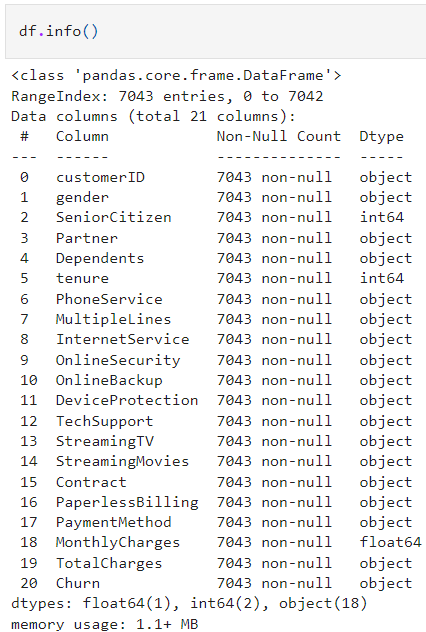 df.info()
<class 'pandas.core.frame.DataFrame'>
RangeIndex: 7043 entries, 0 to 7042
Data columns (total 21 columns):
 #   Column            Non-Null Count  Dtype
---  ------            --------------  -----
 0   customerID        7043 non-null   object
 1   gender            7043 non-null   object
 2   SeniorCitizen     7043 non-null   int64
 3   Partner           7043 non-null   object
 4   Dependents        7043 non-null   object
 5   tenure            7043 non-null   int64
 6   PhoneService      7043 non-null   object
 7   MultipleLines     7043 non-null   object
 8   InternetService   7043 non-null   object
 9   OnlineSecurity    7043 non-null   object
 10  OnlineBackup      7043 non-null   object
 11  DeviceProtection  7043 non-null   object
 12  TechSupport       7043 non-null   object
 13  StreamingTV       7043 non-null   object
 14  StreamingMovies   7043 non-null   object
 15  Contract          7043 non-null   object
 16  PaperlessBilling  7043 non-null   object
 17  PaymentMethod     7043 non-null   object
 18  MonthlyCharges    7043 non-null   float64
 19  TotalCharges      7043 non-null   object
 20  Churn             7043 non-null   object
dtypes: float64(1), int64(2), object(18)
memory usage: 1.1+ MB